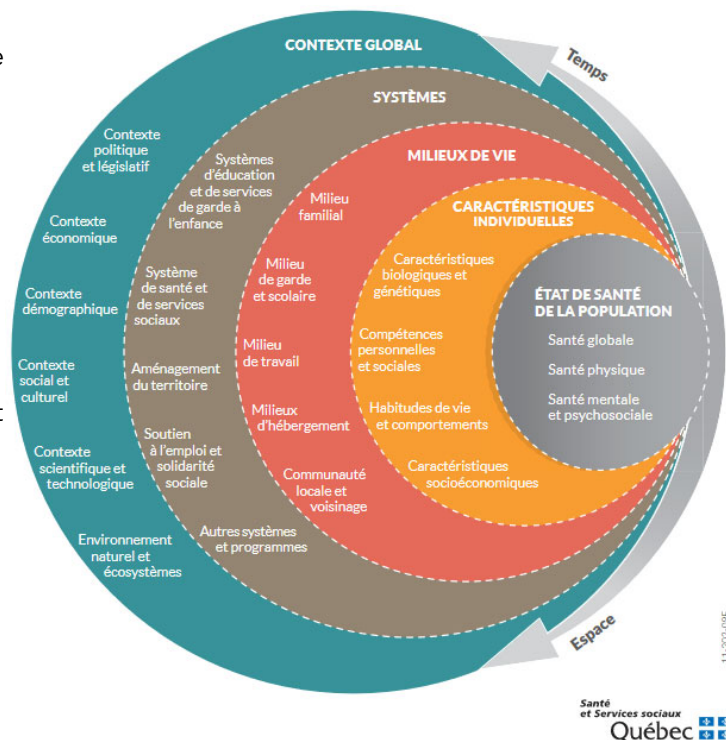 CONTEXTE GLOBAL
Contexte
politique
et législatif
Contexte
économique
Contexte
démographique
Contexte
social et
culturel
Contexte
scientifique et
technologique
Environnement
naturel et
écosystèmes
SYSTÈMES
Systèmes
d'éducation
et de services
de garde à
l'enfance
Système
de santé et
de services
sociaux
Aménagement
du territoire
Soutien
à l'emploi et
solidarité
sociale
Autres systèmes
et programmes
MILIEUX DE VIE
Milieu
familial
Milieu
de garde
et scolaire
Milieu
de travail
Milieux
d'hébergement
Communauté
locale et
voisinage
CARACTÉRISTIQUES
INDIVIDUELLES
Caractéristiques
biologiques et
génétiques
Compétences
personnelles
et sociales
Habitudes de vie
et comportements
Caractéristiques
socioéconomiques
ÉTAT DE SANTÉ
DE LA POPULATION
Santé globale
Santé physique
Santé mentale
et psychosociale
Temps
Espace
Santé
et Services sociaux
Québec